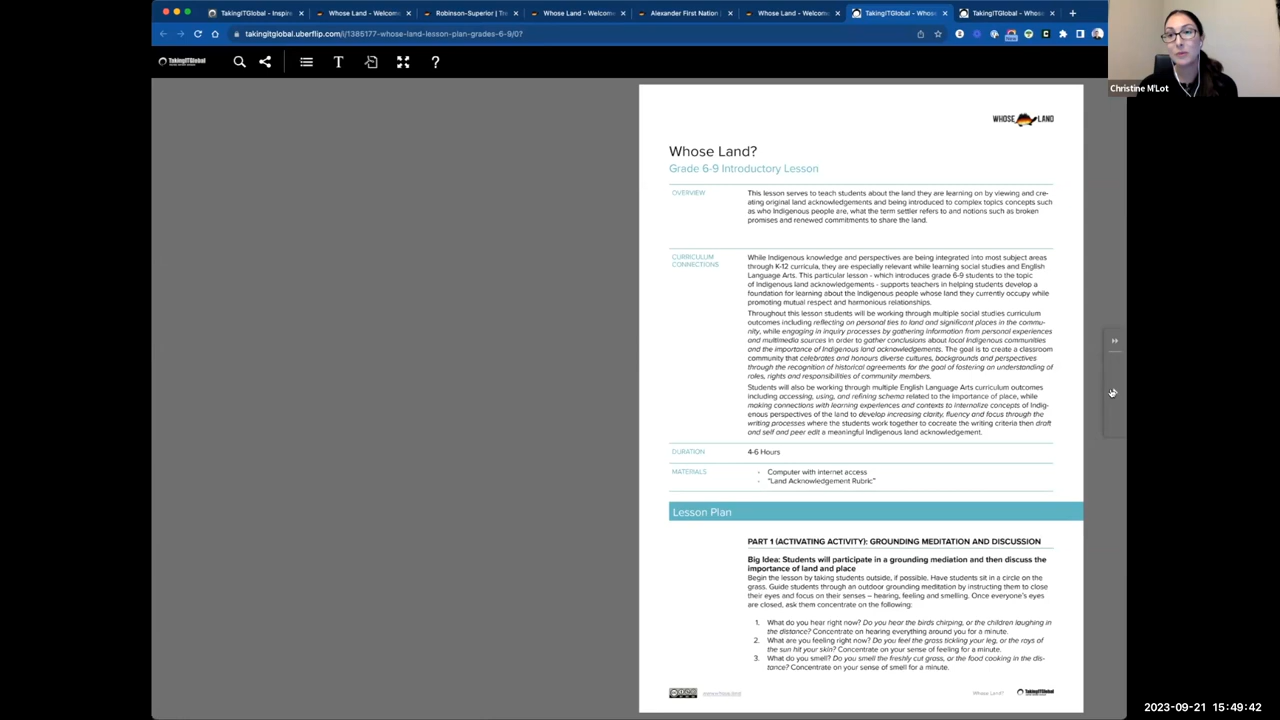 TakingITGlobal - Inspire
Whose Land - Welcome
Robinson-Superior | Tre
Whose Land - Welcome
Alexander First Nation
Whose Land - Welcome
TakingITGlobal - Whose
TakingITGlobal - Whose
takingitglobal.uberflip.com/i/1385177-whose-land-lesson-plan-grades-6-9/0?
New
Christine M'Lot
TakingITGlobal
T
?
WHOSE LAND
Whose Land?
Grade 6-9 Introductory Lesson
OVERVIEW
This lesson serves to teach students about the land they are learning on by viewing and cre-
ating original land acknowledgements and being introduced to complex topics concepts such
as who Indigenous people are, what the term settler refers to and notions such as broken
promises and renewed commitments to share the land.
CURRICULUM
CONNECTIONS
While Indigenous knowledge and perspectives are being integrated into most subject areas
through K-12 curricula, they are especially relevant while learning social studies and English
Language Arts. This particular lesson - which introduces grade 6-9 students to the topic
of Indigenous land acknowledgements - supports teachers in helping students develop a
foundation for learning about the Indigenous people whose land they currently occupy while
promoting mutual respect and harmonious relationships.
Throughout this lesson students will be working through multiple social studies curriculum
outcomes including reflecting on personal ties to land and significant places in the commu-
nity, while engaging in inquiry processes by gathering information from personal experiences
and multimedia sources in order to gather conclusions about local Indigenous communities
and the importance of Indigenous land acknowledgements. The goal is to create a classroom
community that celebrates and honours diverse cultures, backgrounds and perspectives
through the recognition of historical agreements for the goal of fostering an understanding of
roles, rights and responsibilities of community members.
Students will also be working through multiple English Language Arts curriculum outcomes
including accessing, using, and refining schema related to the importance of place, while
making connections with learning experiences and contexts to internalize concepts of Indig-
enous perspectives of the land to develop increasing clarity, fluency and focus through the
writing processes where the students work together to cocreate the writing criteria then draft
and self and peer edit a meaningful Indigenous land acknowledgement.
DURATION
4-6 Hours
MATERIALS
Computer with internet access
"Land Acknowledgement Rubric"
Lesson Plan
PART 1 (ACTIVATING ACTIVITY): GROUNDING MEDITATION AND DISCUSSION
Big Idea: Students will participate in a grounding mediation and then discuss the
importance of land and place
Begin the lesson by taking students outside, if possible. Have students sit in a circle on the
grass. Guide students through an outdoor grounding meditation by instructing them to close
their eyes and focus on their senses – hearing, feeling and smelling. Once everyone's eyes
are closed, ask them concentrate on the following:
1. What do you hear right now? Do you hear the birds chirping, or the children laughing in
the distance? Concentrate on hearing everything around you for a minute.
2. What are you feeling right now? Do you feel the grass tickling your leg, or the rays of
the sun hit your skin? Concentrate on your sense of feeling for a minute.
3. What do you smell? Do you smell the freshly cut grass, or the food cooking in the dis-
tance? Concentrate on your sense of smell for a minute.
www.whose.land
Whose Land?
TakingITGlobal
2023-09-21 15:49:42